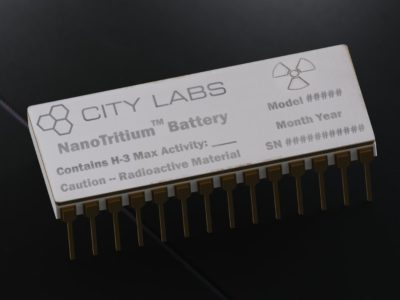 CITY LABS
NanoTritium™ Battery
Contains H-3 Max Activity: ____
Caution -- Radioactive Material
Model #####
Month Year
SN ###########